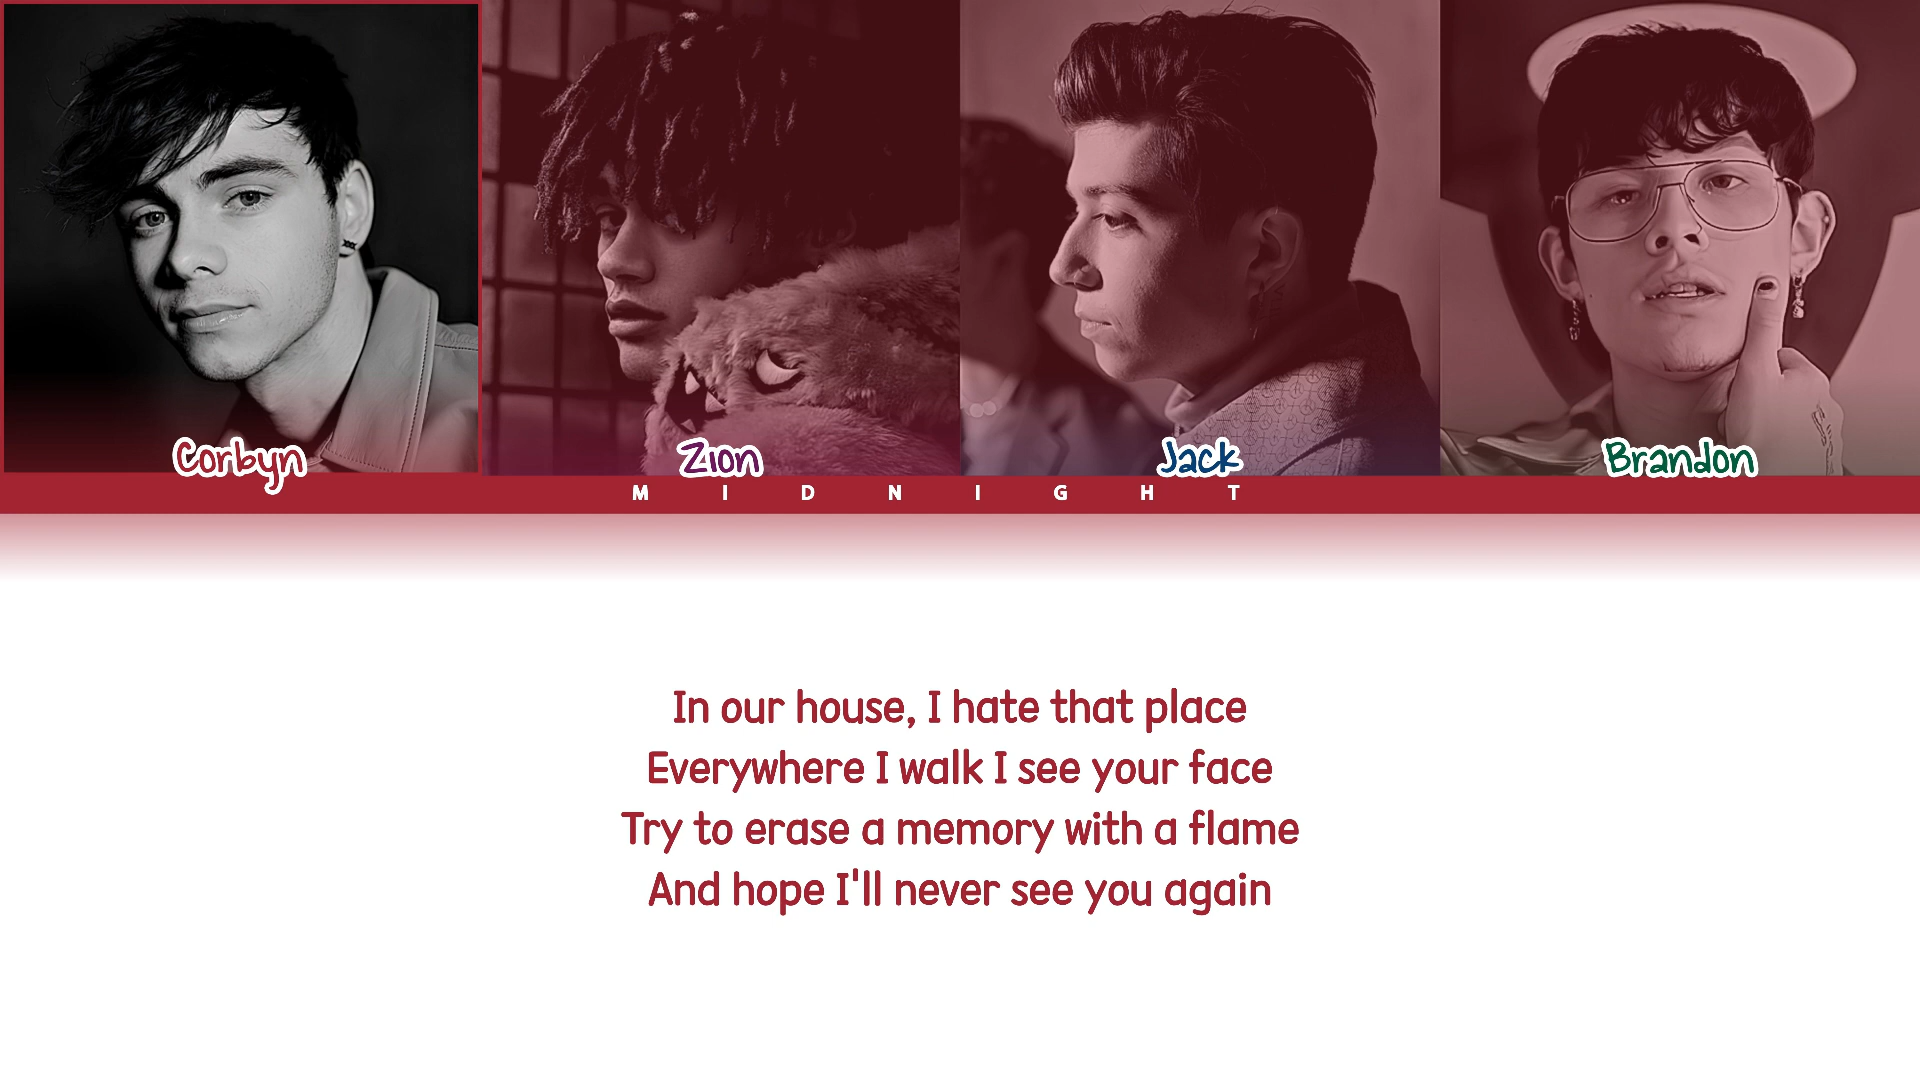 Corbyn
Zion
Jack
Brandon
MIDNIGHT
In our house, I hate that place
Everywhere I walk I see your face
Try to erase a memory with a flame
And hope I'll never see you again